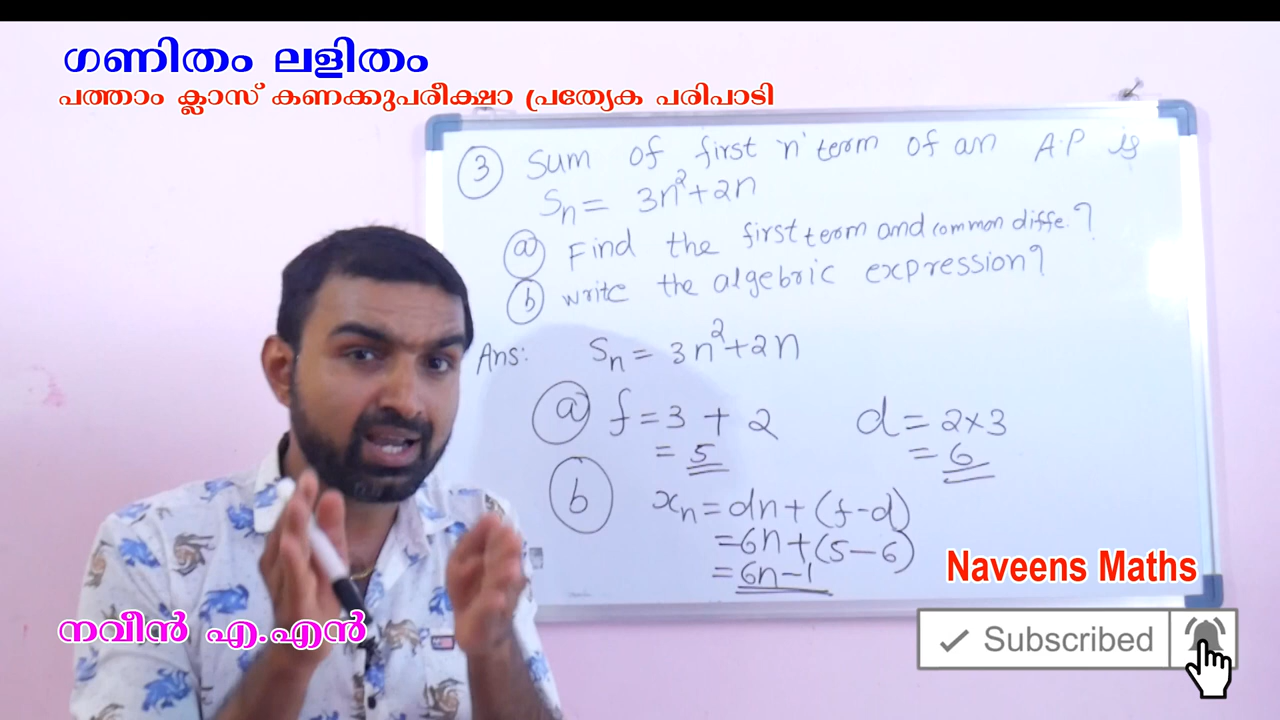 ഗണിതം ലളിതം
പത്താം ക്ലാസ് കണക്കുപരീക്ഷാ പ്രത്യേക പരിപാടി
③ Sum of first 'n' term of an A.P is
Sₙ = 3n²+2n
ⓐ Find the first term and common diffe.?
ⓑ write the algebric expression?
Ans: Sₙ = 3n²+2n
ⓐ f = 3 + 2 d = 2×3
= 5 = 6
ⓑ xₙ = dn + (f-d)
= 6n + (5-6)
= 6n-1
Naveens Maths
നവീൻ എ.എൻ
Subscribed